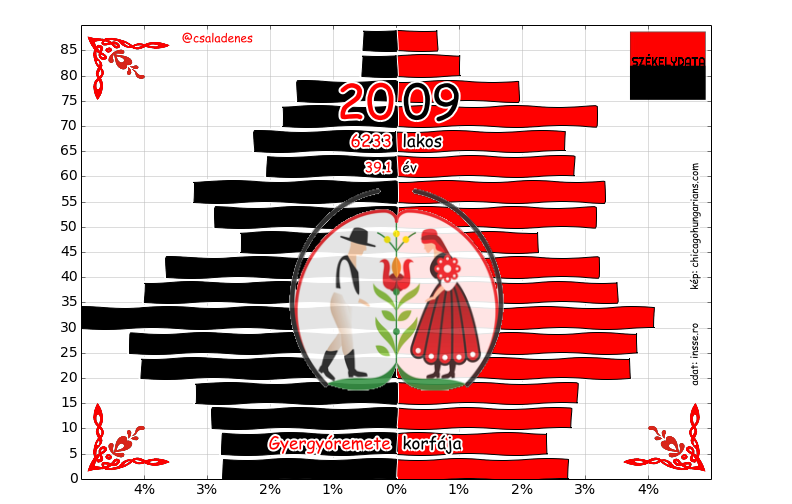 @csaladenes
SZÉKELYDATA
2009
6233 lakos
39.1 év
kép: chicagohungarians.com
adat: insse.ro
Gyergyóremete korfája
85
80
75
70
65
60
55
50
45
40
35
30
25
20
15
10
5
0
4% 3% 2% 1% 0% 1% 2% 3% 4%